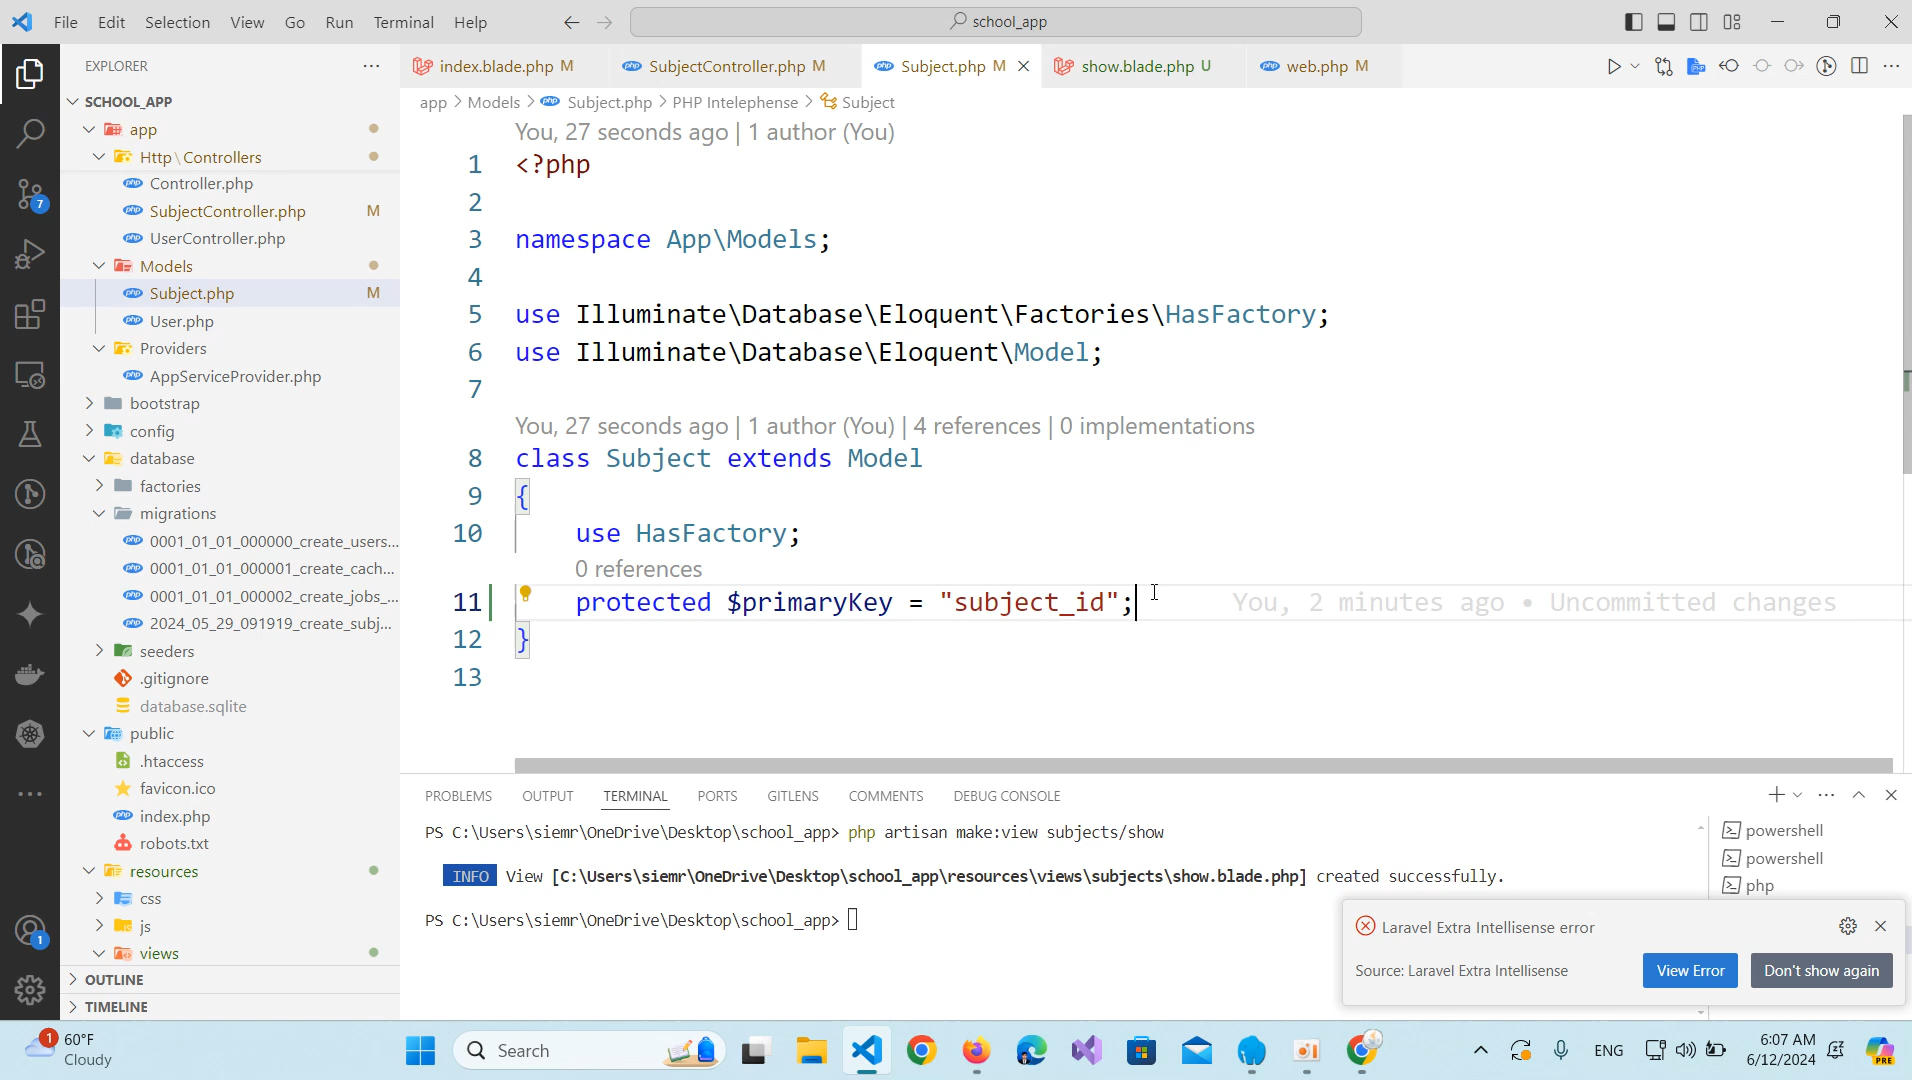 File Edit Selection View Go Run Terminal Help
school_app
EXPLORER
SCHOOL_APP
app
Http\Controllers
Controller.php
SubjectController.php M
UserController.php
Models
Subject.php M
User.php
Providers
AppServiceProvider.php
bootstrap
config
database
factories
migrations
0001_01_01_000000_create_users...
0001_01_01_000001_create_cach...
0001_01_01_000002_create_jobs_...
2024_05_29_091919_create_subj...
seeders
.gitignore
database.sqlite
public
.htaccess
favicon.ico
index.php
robots.txt
resources
css
js
views
OUTLINE
TIMELINE
7
1
index.blade.php M
SubjectController.php M
Subject.php M
show.blade.php U
web.php M
app > Models > Subject.php > PHP Intelephense > Subject
You, 27 seconds ago | 1 author (You)
1 <?php
2
3 namespace App\Models;
4
5 use Illuminate\Database\Eloquent\Factories\HasFactory;
6 use Illuminate\Database\Eloquent\Model;
7
You, 27 seconds ago | 1 author (You) | 4 references | 0 implementations
8 class Subject extends Model
9 {
10 use HasFactory;
0 references
11 protected $primaryKey = "subject_id"; You, 2 minutes ago • Uncommitted changes
12 }
13
PROBLEMS OUTPUT TERMINAL PORTS GITLENS COMMENTS DEBUG CONSOLE
PS C:\Users\siemr\OneDrive\Desktop\school_app> php artisan make:view subjects/show
INFO View [C:\Users\siemr\OneDrive\Desktop\school_app\resources\views\subjects\show.blade.php] created successfully.
PS C:\Users\siemr\OneDrive\Desktop\school_app>
powershell
powershell
php
Laravel Extra Intellisense error
Source: Laravel Extra Intellisense
View Error
Don't show again
1
60°F
Cloudy
Search
ENG
6:07 AM
6/12/2024
PRE